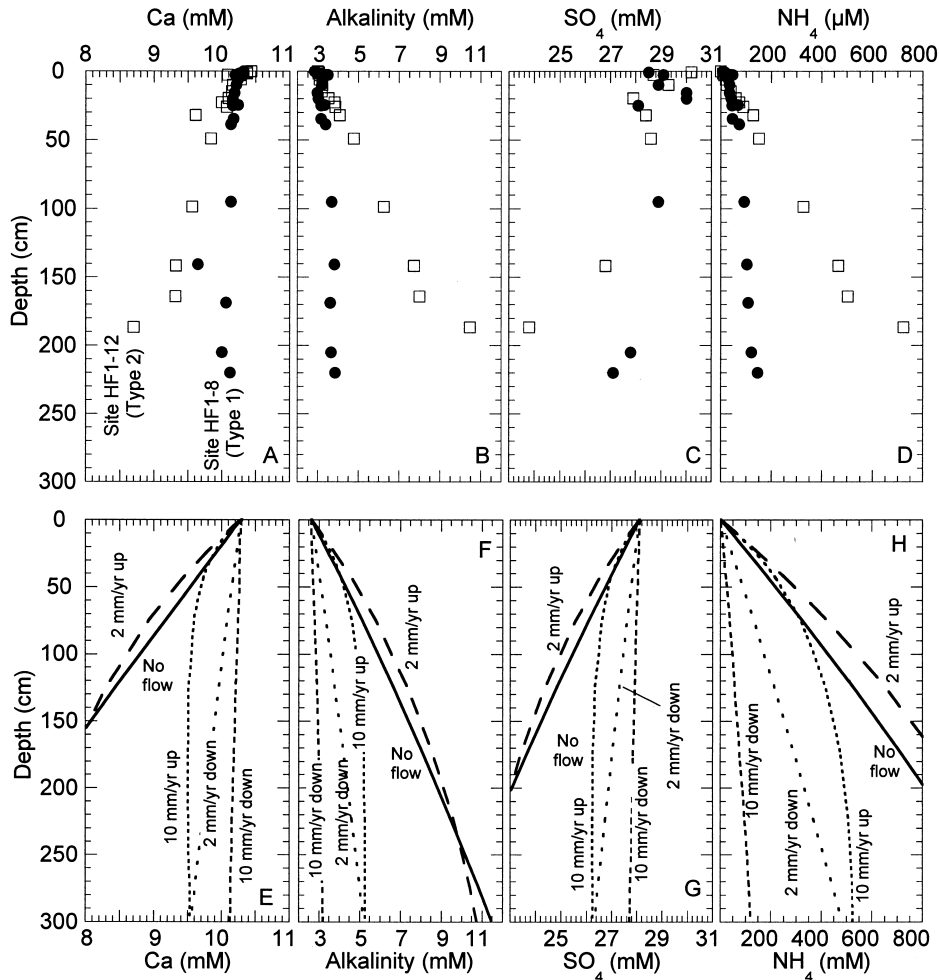 Ca (mM) Alkalinity (mM) SO4 (mM) NH4 (µM)
8 9 10 11 3 5 7 9 11 25 27 29 31 200 400 600 800
0
50
100
150
200
250
300
Depth (cm)
Site HF1-12
(Type 2)
Site HF1-8
(Type 1)
A B C D
0
50
100
150
200
250
300
Depth (cm)
2 mm/yr up
No
flow
10 mm/yr up
2 mm/yr down
10 mm/yr down
E
F
2 mm/yr up
10 mm/yr up
No
flow
10 mm/yr down
2 mm/yr down
2 mm/yr up
No
flow
10 mm/yr up
10 mm/yr down
2 mm/yr down
G
H
2 mm/yr up
No
flow
10 mm/yr down
2 mm/yr down
10 mm/yr up
8 9 10 11 3 5 7 9 11 25 27 29 31 200 400 600 800
Ca (mM) Alkalinity (mM) SO4 (mM) NH4 (mM)